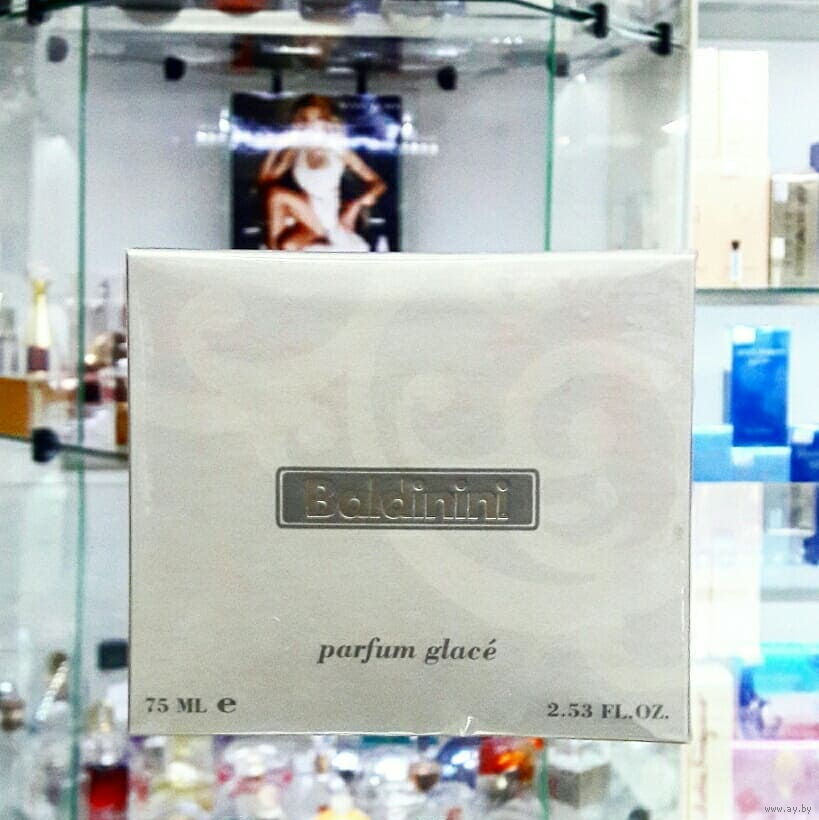 Baldinini
parfum glacé
75 ML e
2.53 FL.OZ.
www.ay.by